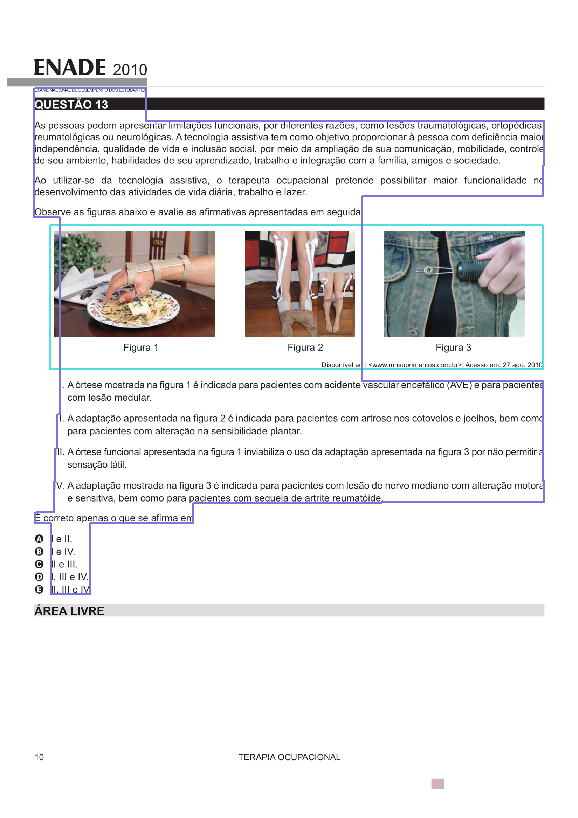 ENADE 2010
EXAME NACIONAL DE DESEMPENHO DOS ESTUDANTES
QUESTÃO 13
As pessoas podem apresentar limitações funcionais, por diferentes razões, como lesões traumatológicas, ortopédicas,
reumatológicas ou neurológicas. A tecnologia assistiva tem como objetivo proporcionar à pessoa com deficiência maior
independência, qualidade de vida e inclusão social, por meio da ampliação de sua comunicação, mobilidade, controle
de seu ambiente, habilidades de seu aprendizado, trabalho e integração com a família, amigos e sociedade.
Ao utilizar-se da tecnologia assistiva, o terapeuta ocupacional pretende possibilitar maior funcionalidade no
desenvolvimento das atividades de vida diária, trabalho e lazer.
Observe as figuras abaixo e avalie as afirmativas apresentadas em seguida
Figura 1 Figura 2 Figura 3
Disponível em: Acesso em: 27 ago. 2010
I. A órtese mostrada na figura 1 é indicada para pacientes com acidente vascular encefálico (AVE) e para pacientes
com lesão medular.
II. A adaptação apresentada na figura 2 é indicada para pacientes com artrose nos cotovelos e joelhos, bem como
para pacientes com alteração na sensibilidade plantar.
III. A órtese funcional apresentada na figura 1 inviabiliza o uso da adaptação apresentada na figura 3 por não permitir a
sensação tátil.
IV. A adaptação mostrada na figura 3 é indicada para pacientes com lesão de nervo mediano com alteração motora
e sensitiva, bem como para pacientes com sequela de artrite reumatóide.
É correto apenas o que se afirma em
A I e II.
B I e IV.
C II e III.
D I, III e IV.
E II, III e IV
ÁREA LIVRE
10 TERAPIA OCUPACIONAL